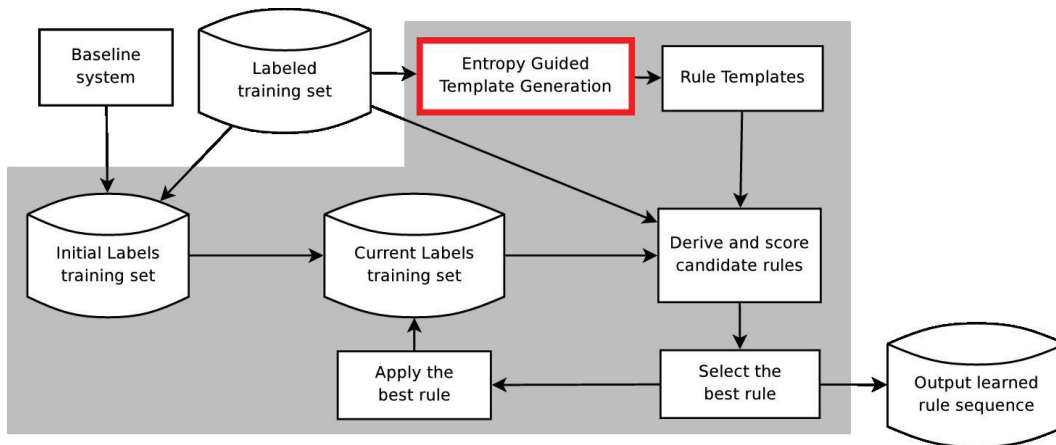 Baseline
system
Labeled
training set
Entropy Guided
Template Generation
Rule Templates
Initial Labels
training set
Current Labels
training set
Derive and score
candidate rules
Apply the
best rule
Select the
best rule
Output learned
rule sequence